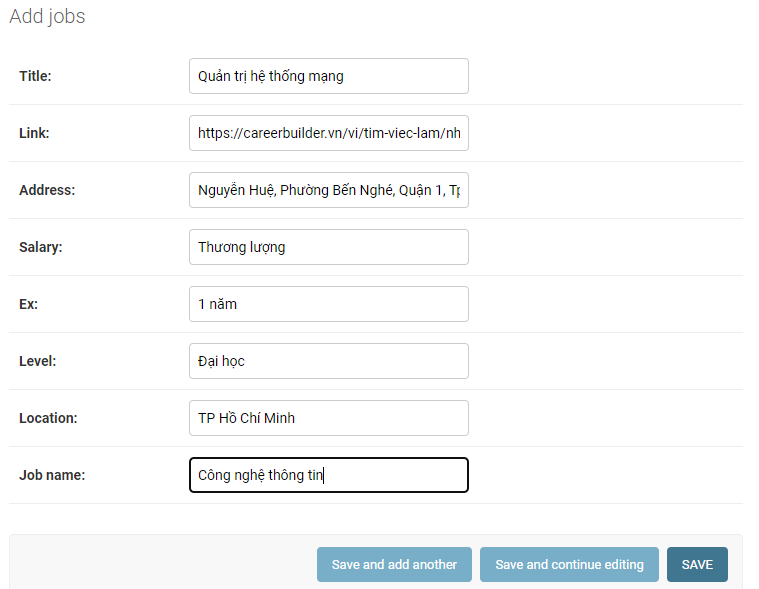 Add jobs
Title: Quản trị hệ thống mạng
Link: https://careerbuilder.vn/vi/tim-viec-lam/nh
Address: Nguyễn Huệ, Phường Bến Nghé, Quận 1, Tp
Salary: Thương lượng
Ex: 1 năm
Level: Đại học
Location: TP Hồ Chí Minh
Job name: Công nghệ thông tin
Save and add another Save and continue editing SAVE